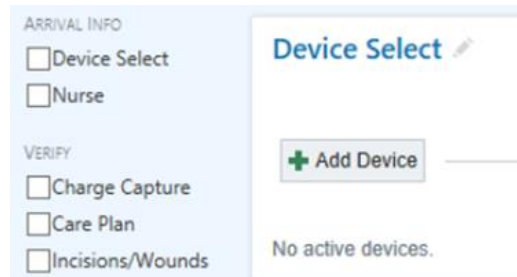 ARRIVAL INFO
Device Select
Nurse
VERIFY
Charge Capture
Care Plan
Incisions/Wounds
Device Select
Add Device
No active devices.